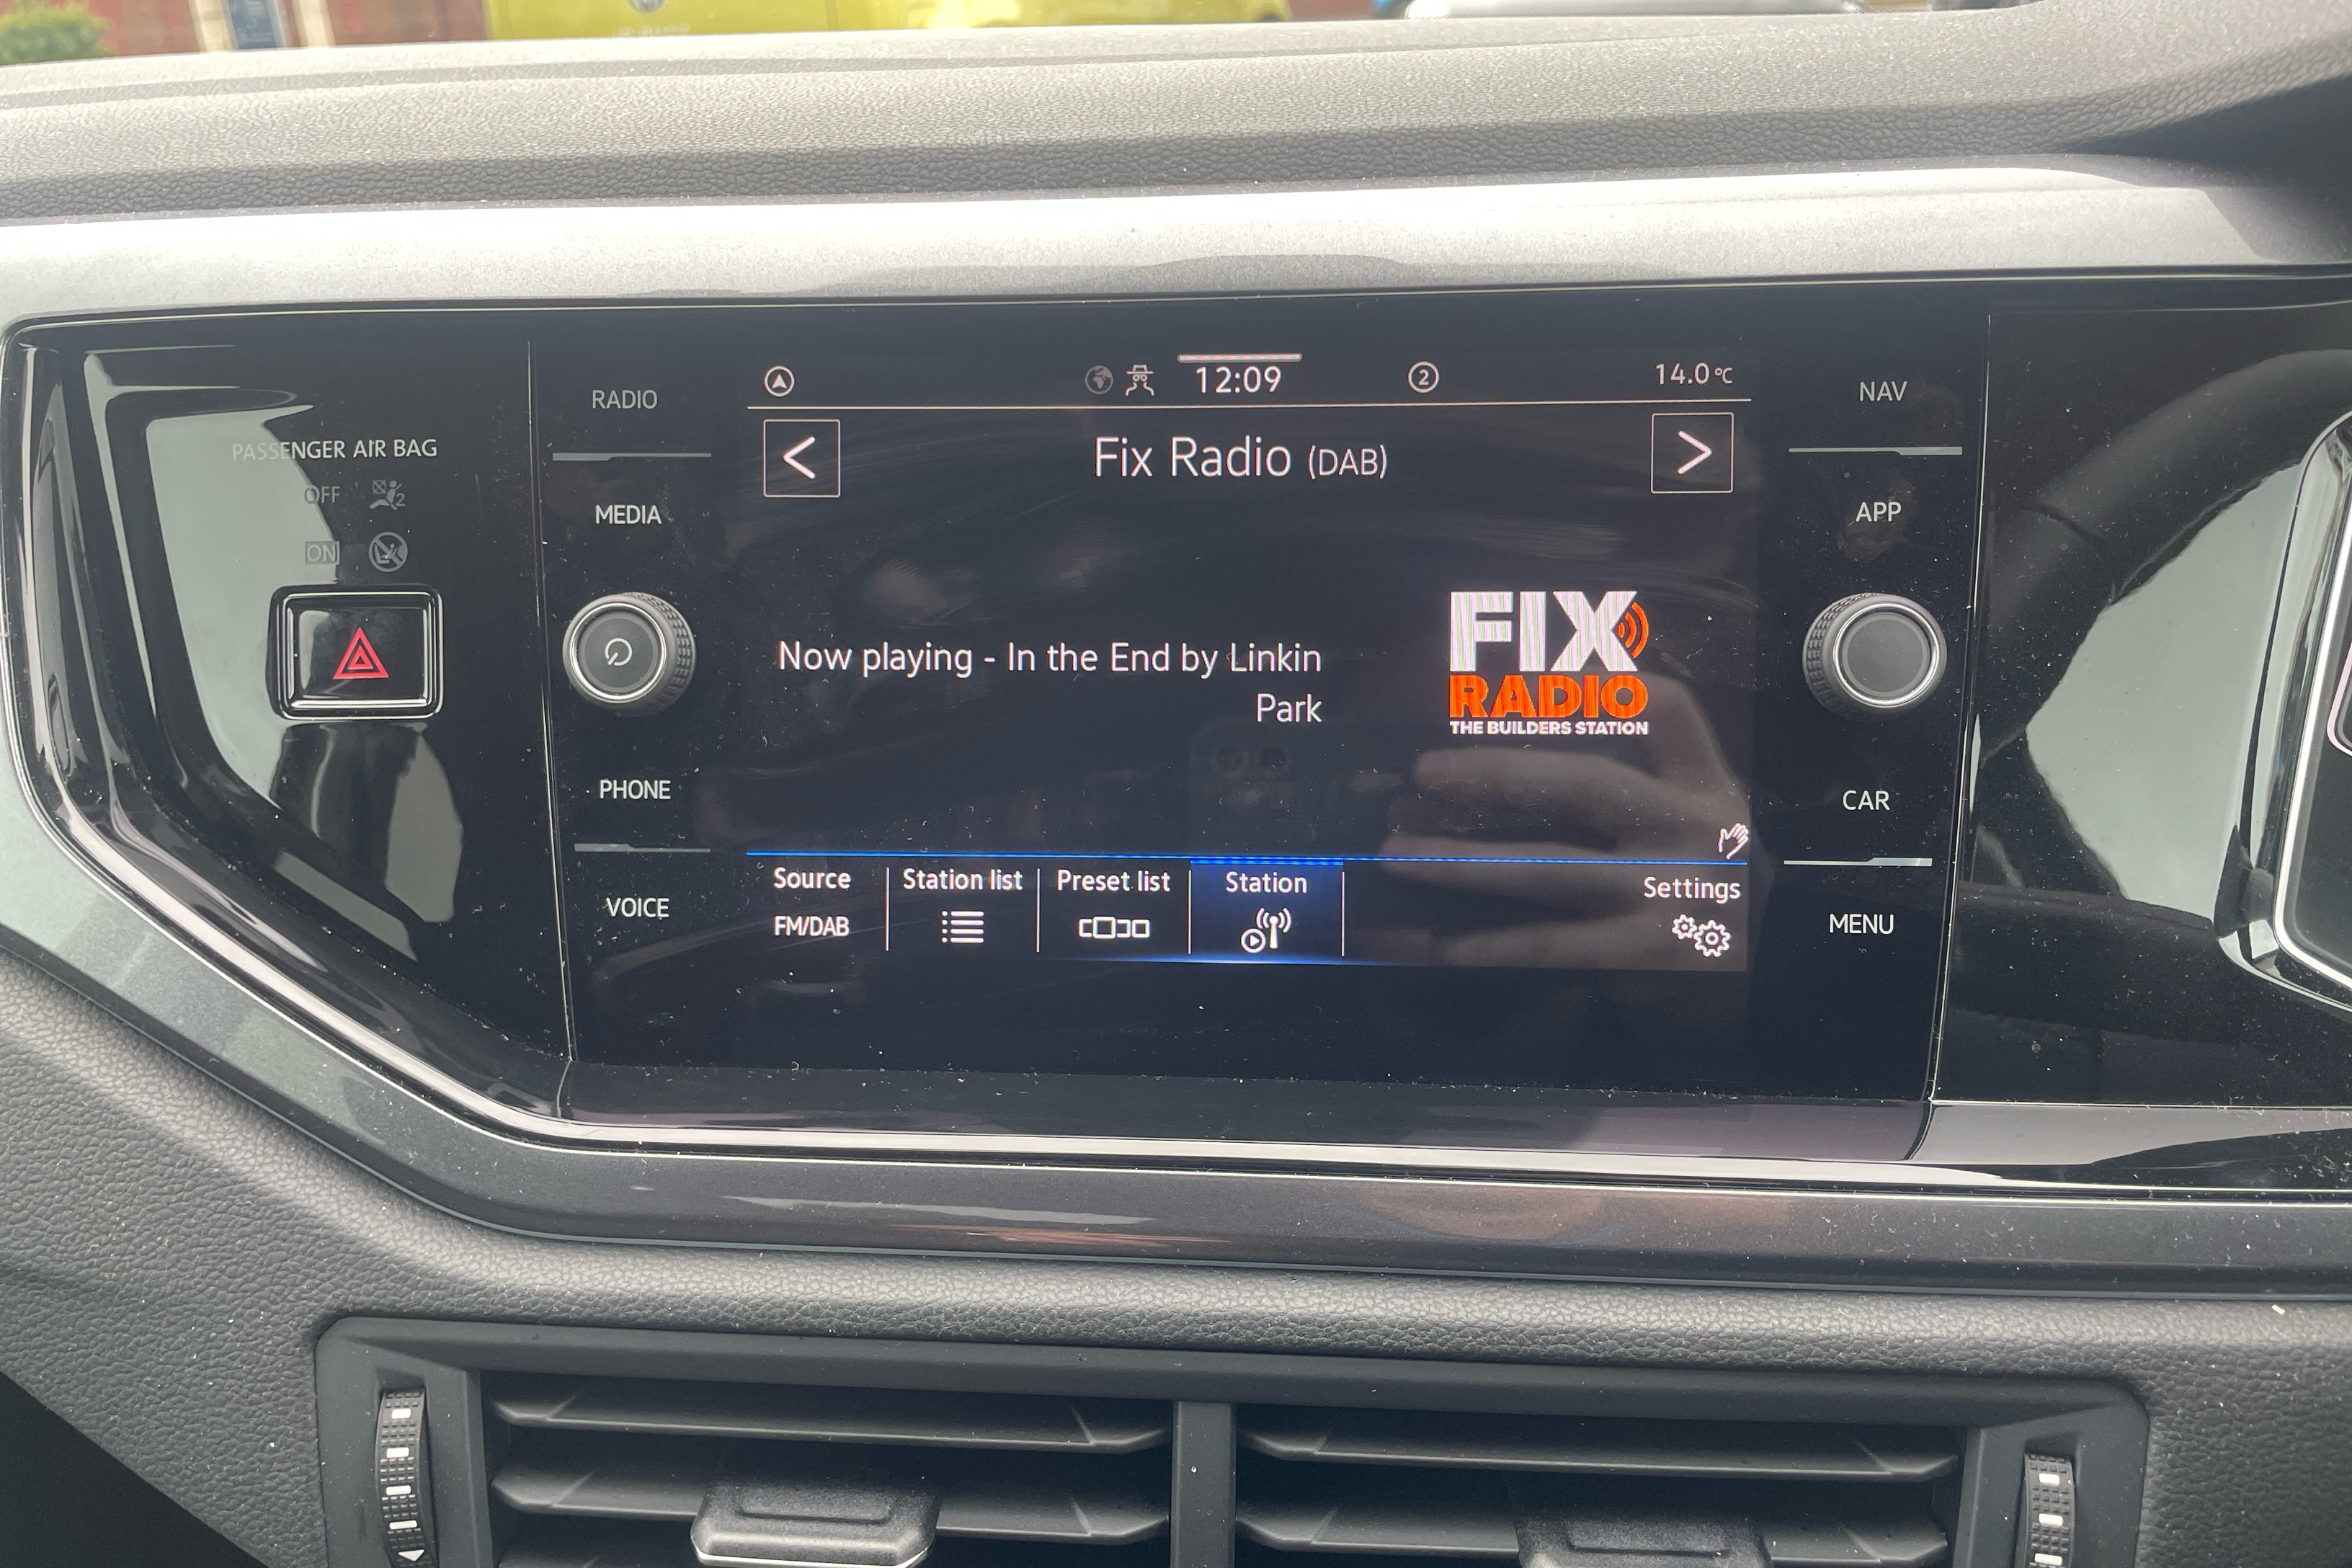 12:09
2
14.0°C
RADIO
NAV
Fix Radio (DAB)
PASSENGER AIR BAG
OFF
2
ON
MEDIA
APP
Now playing - In the End by Linkin
Park
FIX
RADIO
THE BUILDERS STATION
PHONE
CAR
Source
FM/DAB
Station list
Preset list
Station
Settings
VOICE
MENU